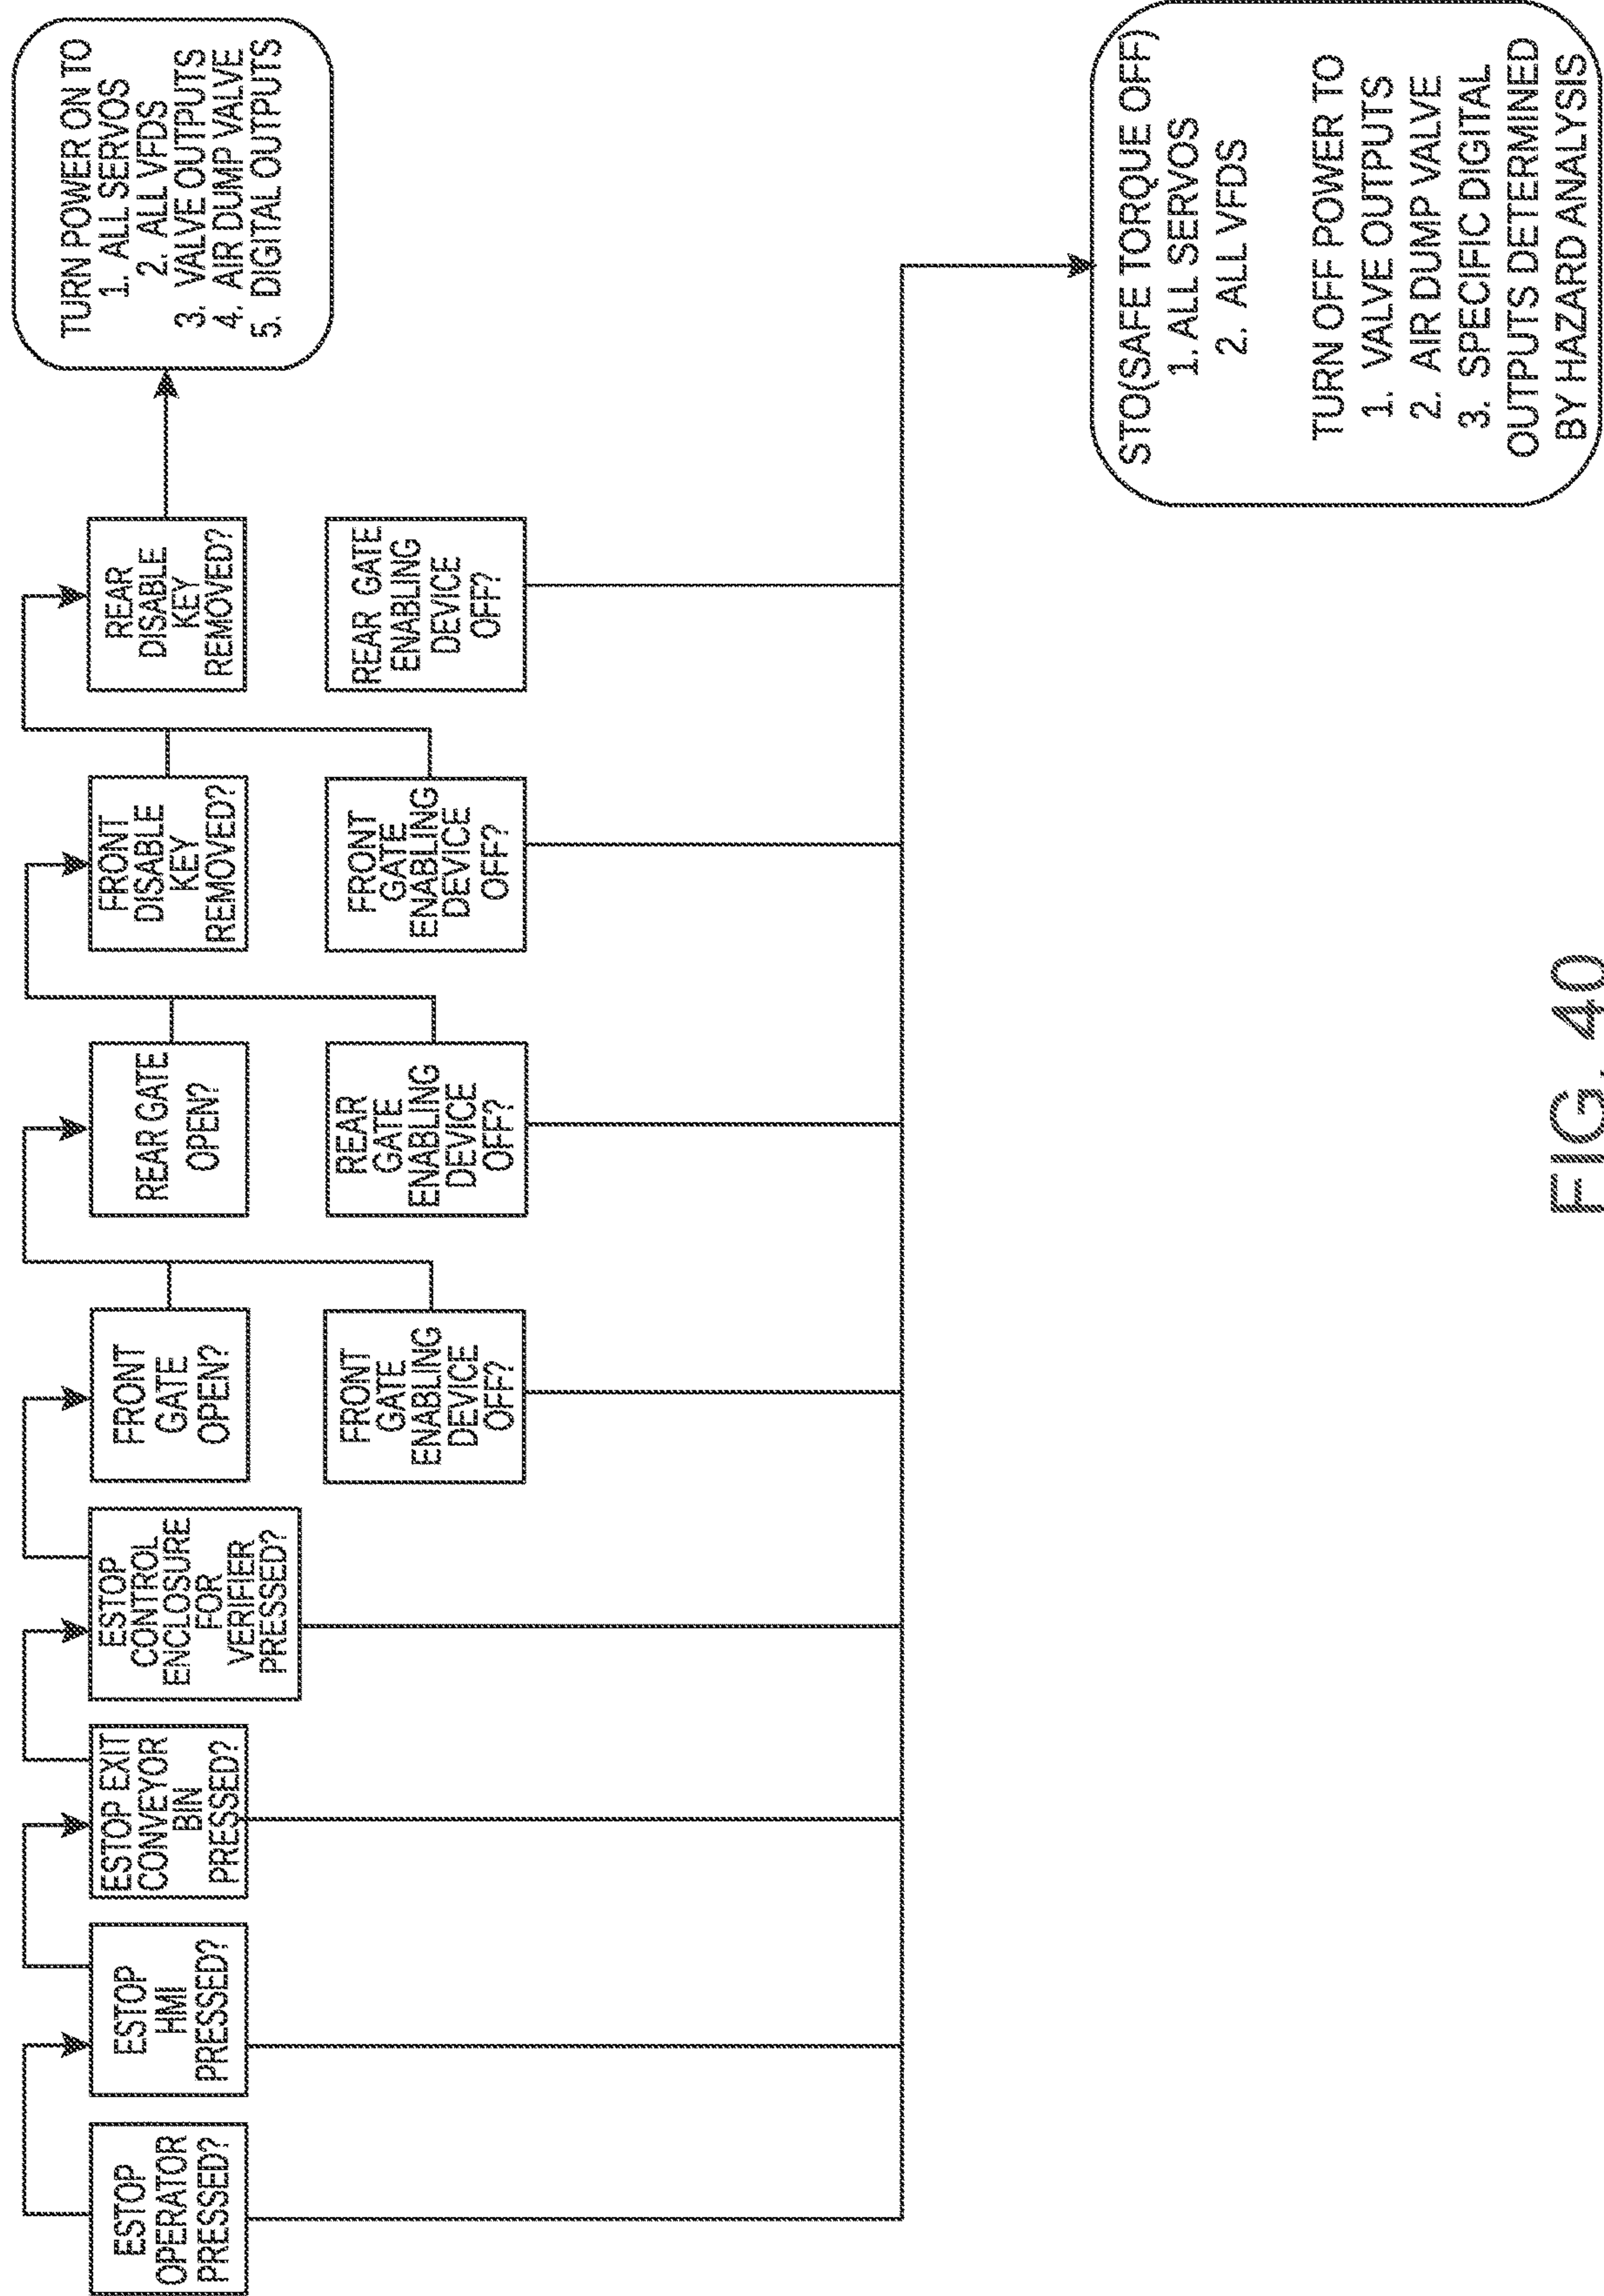 ESTOP
OPERATOR
PRESSED?
ESTOP
HMI
PRESSED?
ESTOP EXIT
CONVEYOR
BIN
PRESSED?
ESTOP
CONTROL
ENCLOSURE
FOR
VERIFIER
PRESSED?
FRONT
GATE
OPEN?
FRONT
GATE
ENABLING
DEVICE
OFF?
REAR GATE
OPEN?
REAR
GATE
ENABLING
DEVICE
OFF?
FRONT
DISABLE
KEY
REMOVED?
FRONT
GATE
ENABLING
DEVICE
OFF?
REAR
DISABLE
KEY
REMOVED?
REAR GATE
ENABLING
DEVICE
OFF?
TURN POWER ON TO
1. ALL SERVOS
2. ALL VFDS
3. VALVE OUTPUTS
4. AIR DUMP VALVE
5. DIGITAL OUTPUTS
STO(SAFE TORQUE OFF)
1. ALL SERVOS
2. ALL VFDS
TURN OFF POWER TO
1. VALVE OUTPUTS
2. AIR DUMP VALVE
3. SPECIFIC DIGITAL
OUTPUTS DETERMINED
BY HAZARD ANALYSIS
FIG. 40